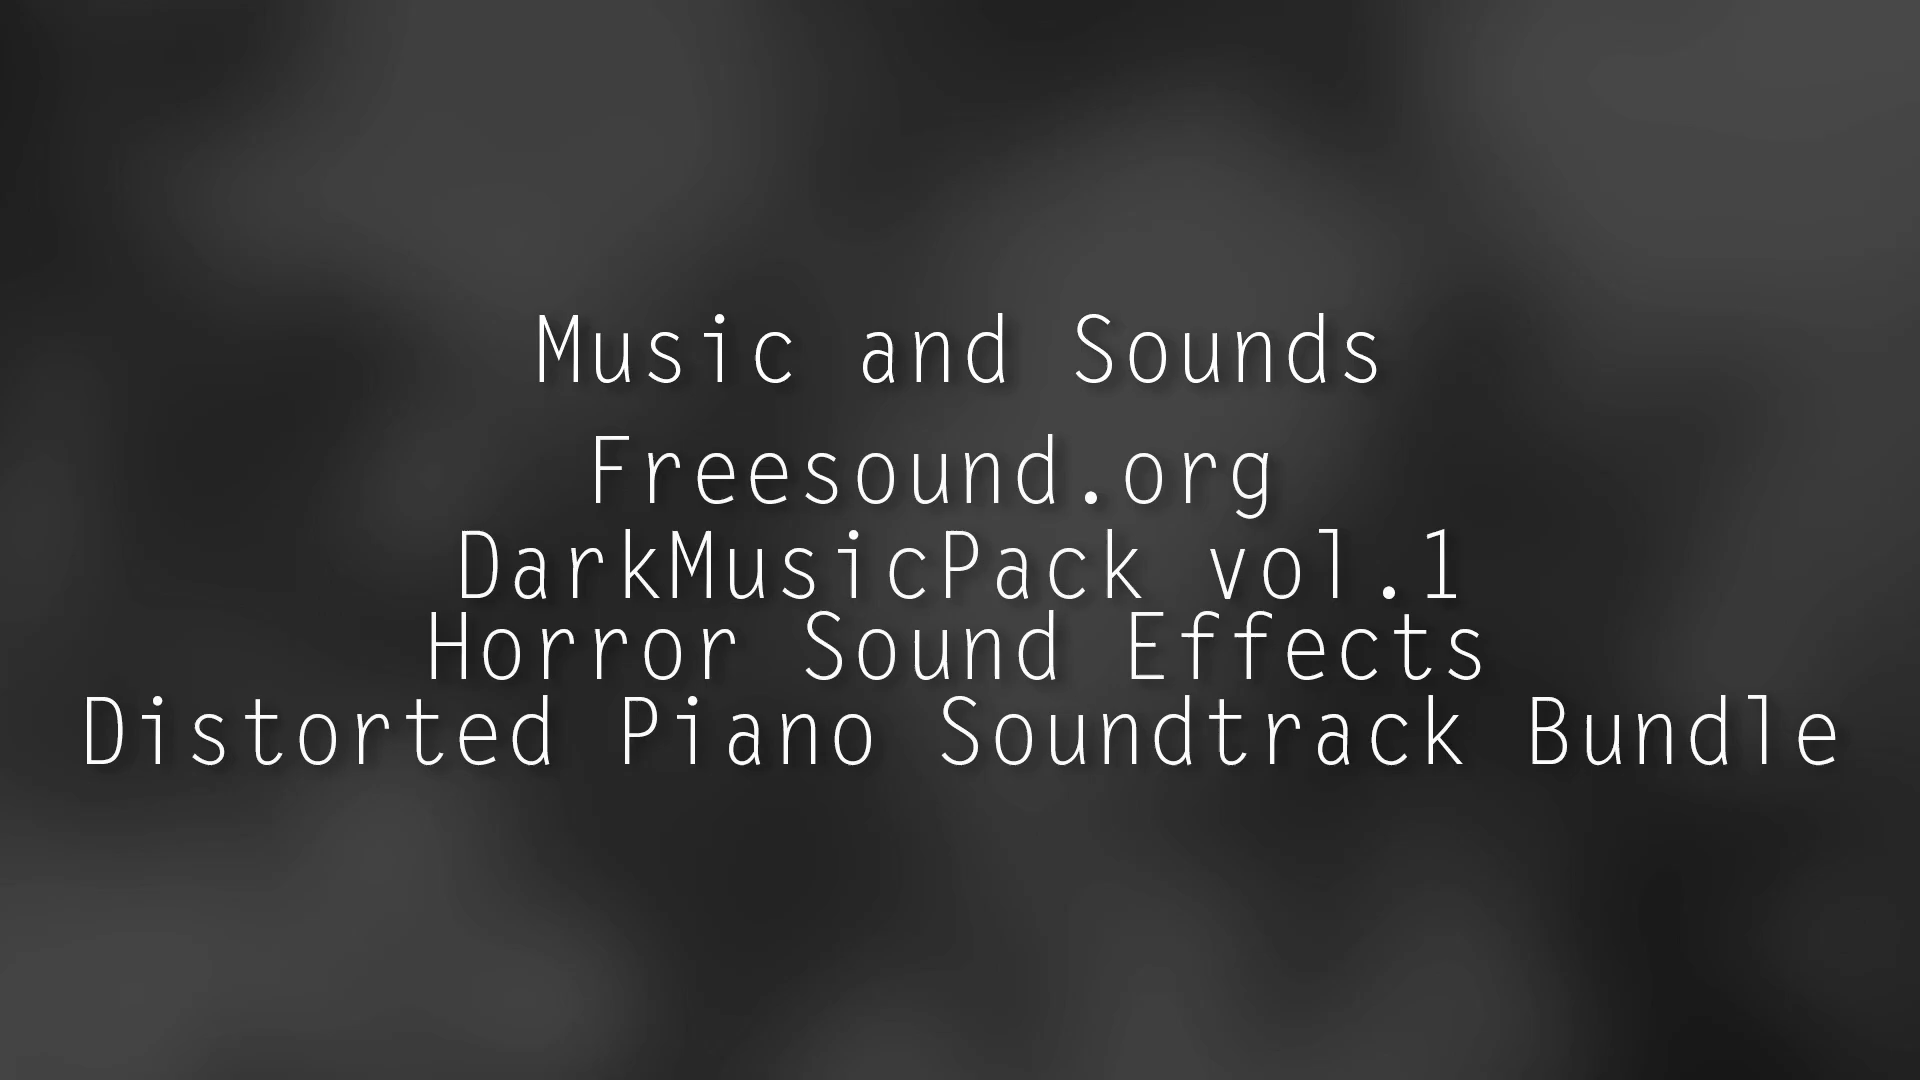 Music and Sounds
Freesound.org
DarkMusicPack vol.1
Horror Sound Effects
Distorted Piano Soundtrack Bundle